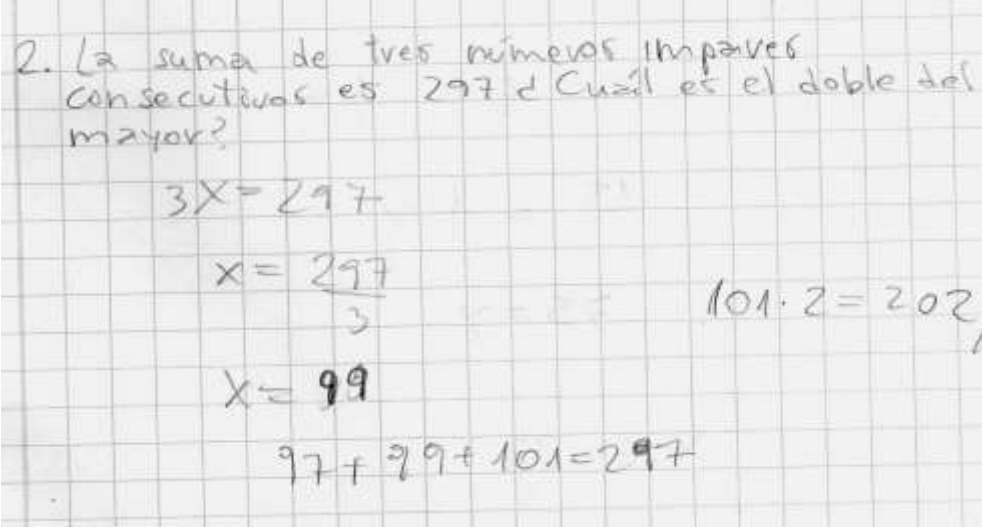 2. La suma de tres números impares
consecutivos es 297 ¿Cuál es el doble del
mayor?
3X = 297
x = 297
3
101 · 2 = 202
X = 99
97 + 99 + 101 = 297